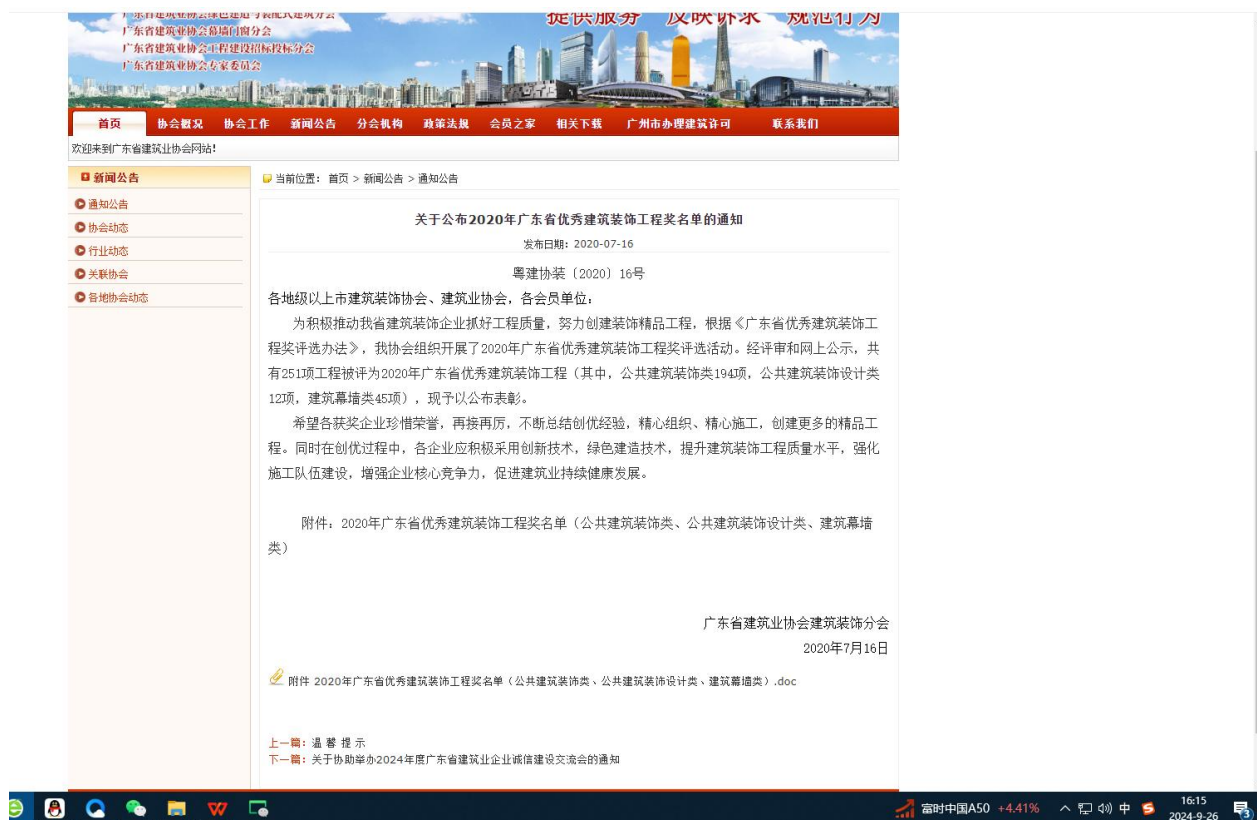 广东省建筑业协会绿色建造与装配式建筑分会
广东省建筑业协会幕墙门窗分会
广东省建筑业协会工程建设招标投标分会
广东省建筑业协会专家委员会
提供服务 反映诉求 规范行为
首页 协会概况 协会工作 新闻公告 分会机构 政策法规 会员之家 相关下载 广州市办理建筑许可 联系我们
欢迎来到广东省建筑业协会网站!
新闻公告
通知公告
协会动态
行业动态
关联协会
各地协会动态
当前位置: 首页 > 新闻公告 > 通知公告
关于公布2020年广东省优秀建筑装饰工程奖名单的通知
发布日期: 2020-07-16
粤建协装〔2020〕16号
各地级以上市建筑装饰协会、建筑业协会,各会员单位:
为积极推动我省建筑装饰企业抓好工程质量,努力创建装饰精品工程,根据《广东省优秀建筑装饰工
程奖评选办法》,我协会组织开展了2020年广东省优秀建筑装饰工程奖评选活动。经评审和网上公示,共
有251项工程被评为2020年广东省优秀建筑装饰工程(其中,公共建筑装饰类194项,公共建筑装饰设计类
12项,建筑幕墙类45项),现予以公布表彰。
希望各获奖企业珍惜荣誉,再接再厉,不断总结创优经验,精心组织、精心施工,创建更多的精品工
程。同时在创优过程中,各企业应积极采用创新技术,绿色建造技术,提升建筑装饰工程质量水平,强化
施工队伍建设,增强企业核心竞争力,促进建筑业持续健康发展。
附件:2020年广东省优秀建筑装饰工程奖名单(公共建筑装饰类、公共建筑装饰设计类、建筑幕墙
类)
广东省建筑业协会建筑装饰分会
2020年7月16日
附件 2020年广东省优秀建筑装饰工程奖名单(公共建筑装饰类、公共建筑装饰设计类、建筑幕墙类).doc
上一篇: 温 馨 提 示
下一篇: 关于协助举办2024年度广东省建筑业企业诚信建设交流会的通知
富时中国A50 +4.41% 中 16:15
2024-9-26
3